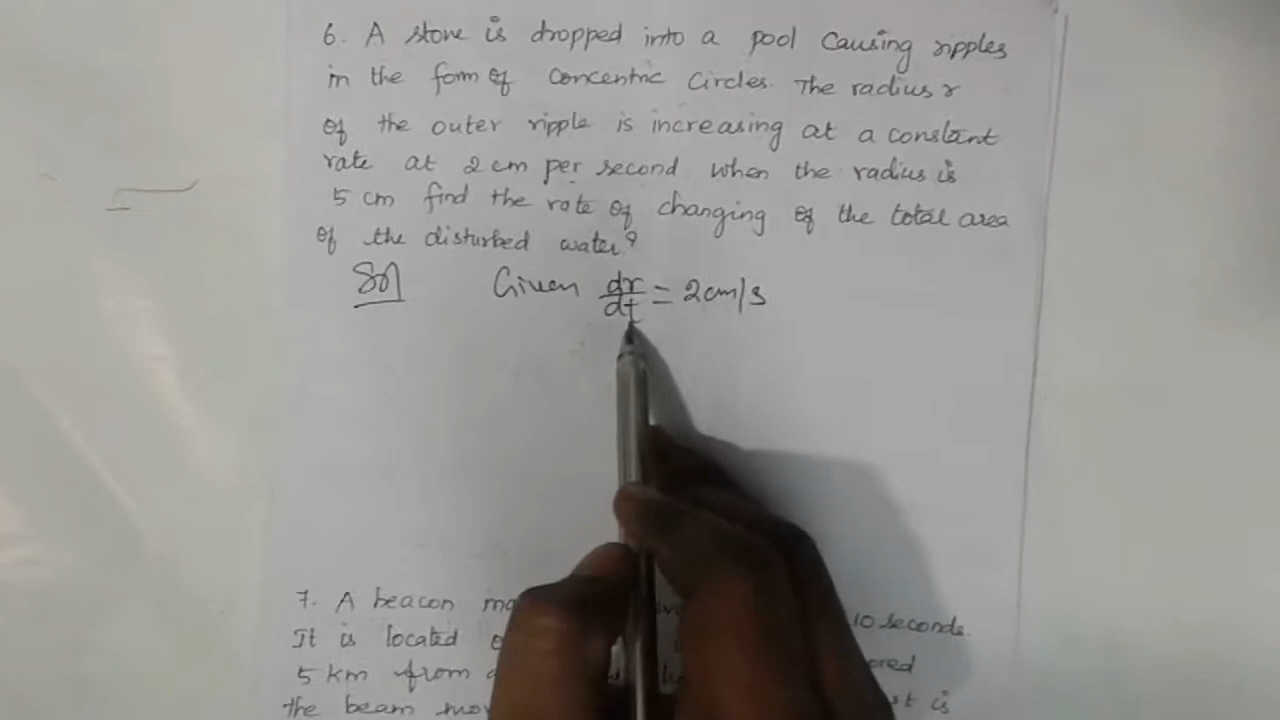 6. A stone is dropped into a pool causing ripples
in the form of concentric circles. The radius r
of the outer ripple is increasing at a constant
rate at 2 cm per second when the radius is
5 cm find the rate of changing of the total area
of the disturbed water?
Sol Given dr/dt = 2cm/s
7. A beacon 10 seconds.
It is located
5 km from
the beam is